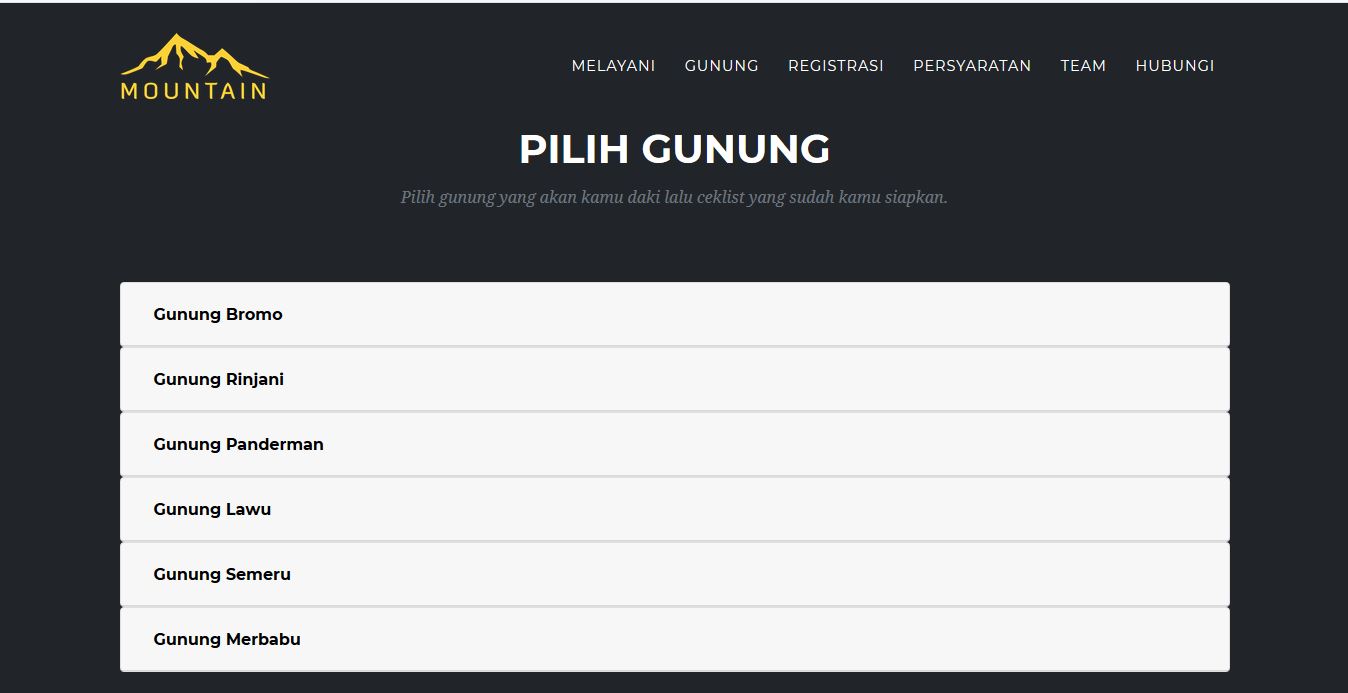 MOUNTAIN
MELAYANI GUNUNG REGISTRASI PERSYARATAN TEAM HUBUNGI
PILIH GUNUNG
Pilih gunung yang akan kamu daki lalu ceklist yang sudah kamu siapkan.
Gunung Bromo
Gunung Rinjani
Gunung Panderman
Gunung Lawu
Gunung Semeru
Gunung Merbabu